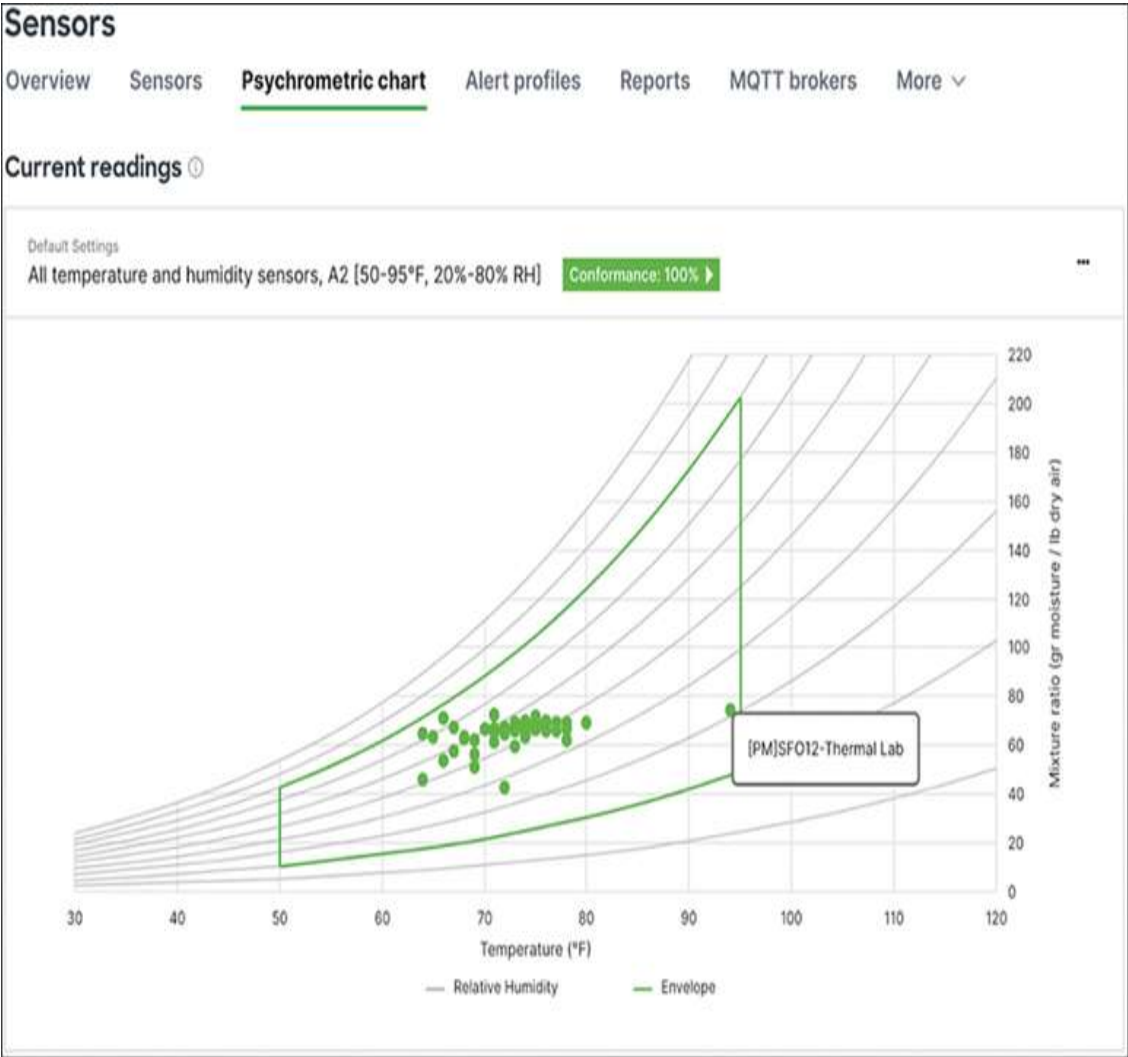 Sensors
Overview Sensors Psychrometric chart Alert profiles Reports MQTT brokers More
Current readings
Default Settings
All temperature and humidity sensors, A2 [50-95°F, 20%-80% RH] Conformance: 100%
220
200
180
160
140
120
100
80
60
40
20
0
Mixture ratio (gr moisture / lb dry air)
[PM]SFO12-Thermal Lab
30 40 50 60 70 80 90 100 110 120
Temperature (°F)
Relative Humidity Envelope